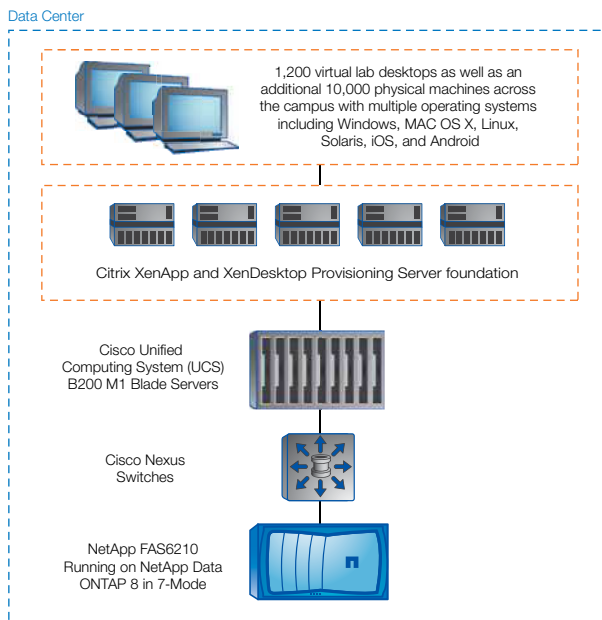 Data Center
1,200 virtual lab desktops as well as an
additional 10,000 physical machines across
the campus with multiple operating systems
including Windows, MAC OS X, Linux,
Solaris, iOS, and Android
Citrix XenApp and XenDesktop Provisioning Server foundation
Cisco Unified
Computing System (UCS)
B200 M1 Blade Servers
Cisco Nexus
Switches
NetApp FAS6210
Running on NetApp Data
ONTAP 8 in 7-Mode